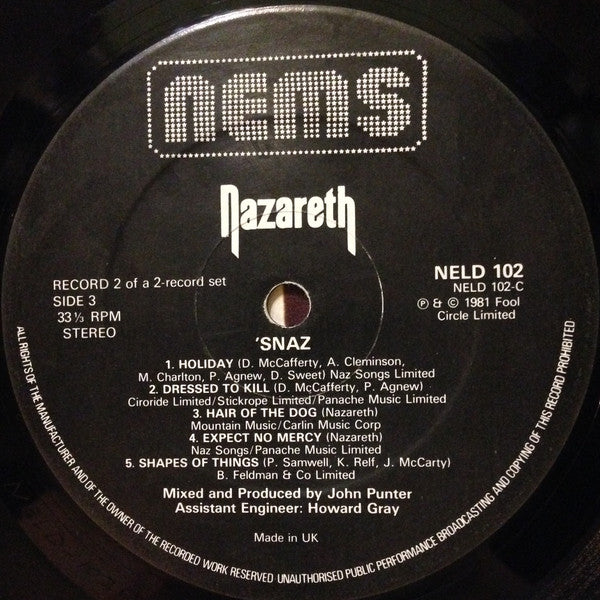 nems
Nazareth
RECORD 2 of a 2-record set
SIDE 3
33⅓ RPM
STEREO
NELD 102
NELD 102-C
℗ & © 1981 Fool
Circle Limited
'SNAZ
1. HOLIDAY (D. McCafferty, A. Cleminson,
M. Charlton, P. Agnew, D. Sweet) Naz Songs Limited
2. DRESSED TO KILL (D. McCafferty, P. Agnew)
Ciroride Limited/Stickrope Limited/Panache Music Limited
3. HAIR OF THE DOG (Nazareth)
Mountain Music/Carlin Music Corp
4. EXPECT NO MERCY (Nazareth)
Naz Songs/Panache Music Limited
5. SHAPES OF THINGS (P. Samwell, K. Relf, J. McCarty)
B. Feldman & Co Limited
Mixed and Produced by John Punter
Assistant Engineer: Howard Gray
Made in UK
ALL RIGHTS OF THE MANUFACTURER AND OF THE OWNER OF THE RECORDED WORK RESERVED UNAUTHORISED PUBLIC PERFORMANCE BROADCASTING AND COPYING OF THIS RECORD PROHIBITED